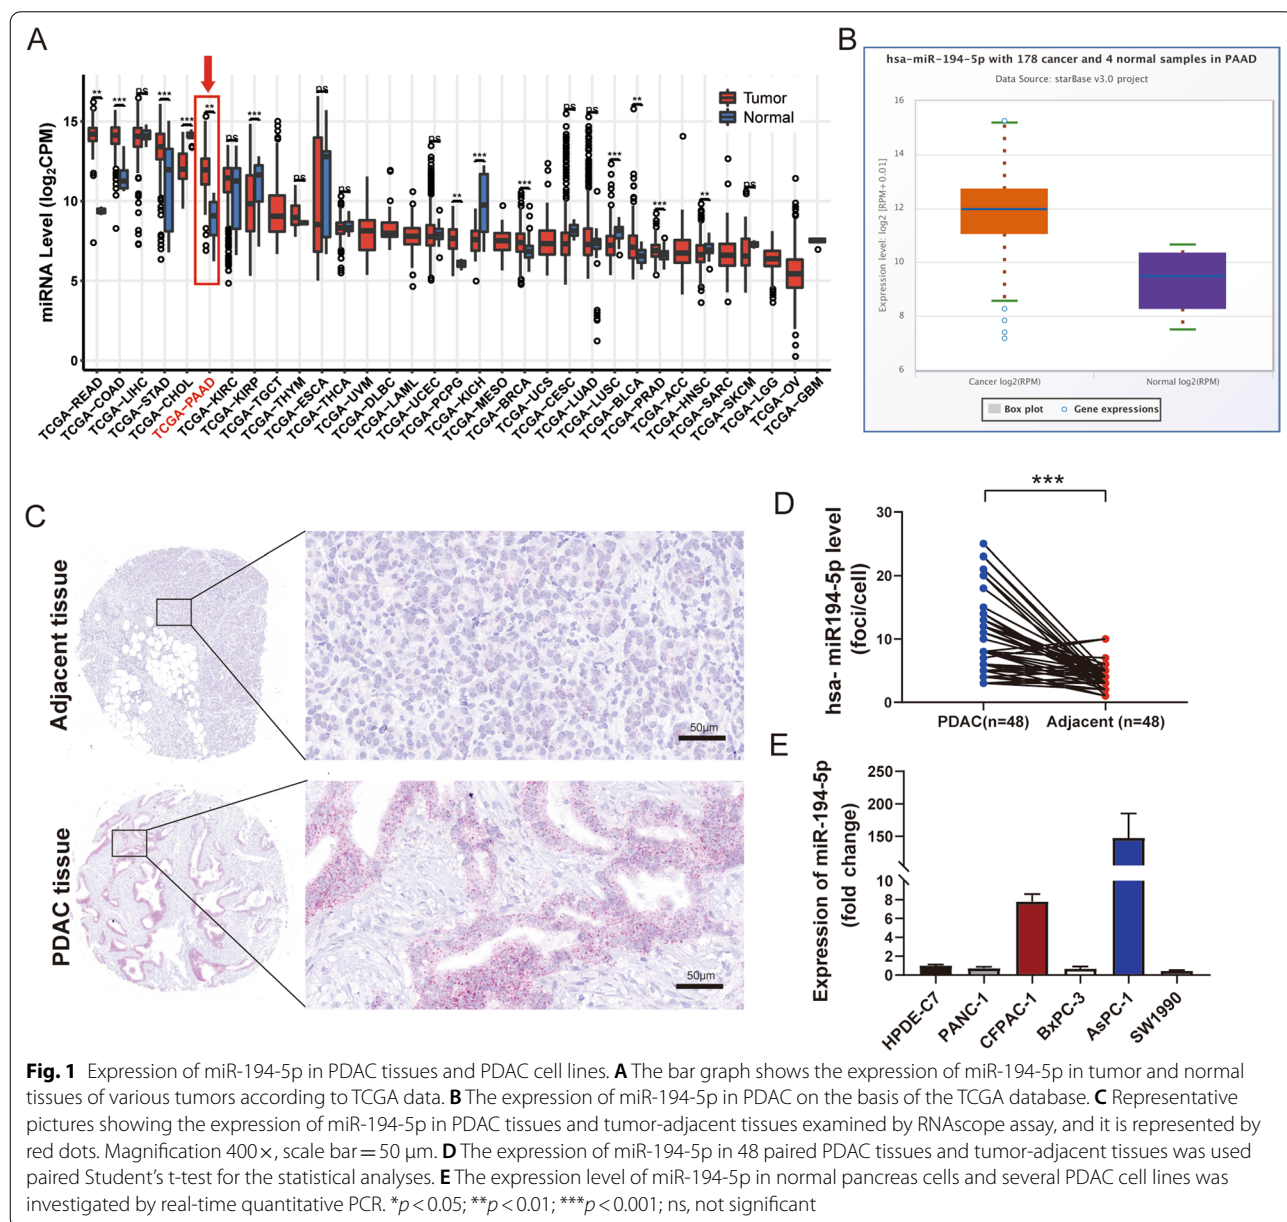 A
miRNA Level (log2CPM)
15
10
5
0
** *** ns *** *** ** ns *** ns ns ns ns ** *** *** ns ns *** ** *** ** ns
Tumor
Normal
TCGA-READ
TCGA-COAD
TCGA-LIHC
TCGA-STAD
TCGA-CHOL
TCGA-PAAD
TCGA-KIRC
TCGA-KIRP
TCGA-TGCT
TCGA-THYM
TCGA-ESCA
TCGA-THCA
TCGA-UVM
TCGA-DLBC
TCGA-LAML
TCGA-UCEC
TCGA-PCPG
TCGA-KICH
TCGA-MESO
TCGA-BRCA
TCGA-UCS
TCGA-CESC
TCGA-LUAD
TCGA-LUSC
TCGA-BLCA
TCGA-PRAD
TCGA-ACC
TCGA-HNSC
TCGA-SARC
TCGA-SKCM
TCGA-LGG
TCGA-OV
TCGA-GBM
B
hsa-miR-194-5p with 178 cancer and 4 normal samples in PAAD
Data Source: starBase v3.0 project
Expression level: log2 [RPM+0.01]
16
14
12
10
8
6
Cancer log2(RPM)
Normal log2(RPM)
Box plot
Gene expressions
C
Adjacent tissue
50μm
PDAC tissue
50μm
D
***
hsa- miR194-5p level
(foci/cell)
30
20
10
0
PDAC(n=48)
Adjacent (n=48)
E
Expression of miR-194-5p
(fold change)
250
200
150
100
10
8
6
4
2
0
HPDE-C7
PANC-1
CFPAC-1
BxPC-3
AsPC-1
SW1990
Fig. 1 Expression of miR-194-5p in PDAC tissues and PDAC cell lines. A The bar graph shows the expression of miR-194-5p in tumor and normal
tissues of various tumors according to TCGA data. B The expression of miR-194-5p in PDAC on the basis of the TCGA database. C Representative
pictures showing the expression of miR-194-5p in PDAC tissues and tumor-adjacent tissues examined by RNAscope assay, and it is represented by
red dots. Magnification 400×, scale bar = 50 μm. D The expression of miR-194-5p in 48 paired PDAC tissues and tumor-adjacent tissues was used
paired Student's t-test for the statistical analyses. E The expression level of miR-194-5p in normal pancreas cells and several PDAC cell lines was
investigated by real-time quantitative PCR. *p < 0.05; **p < 0.01; ***p < 0.001; ns, not significant